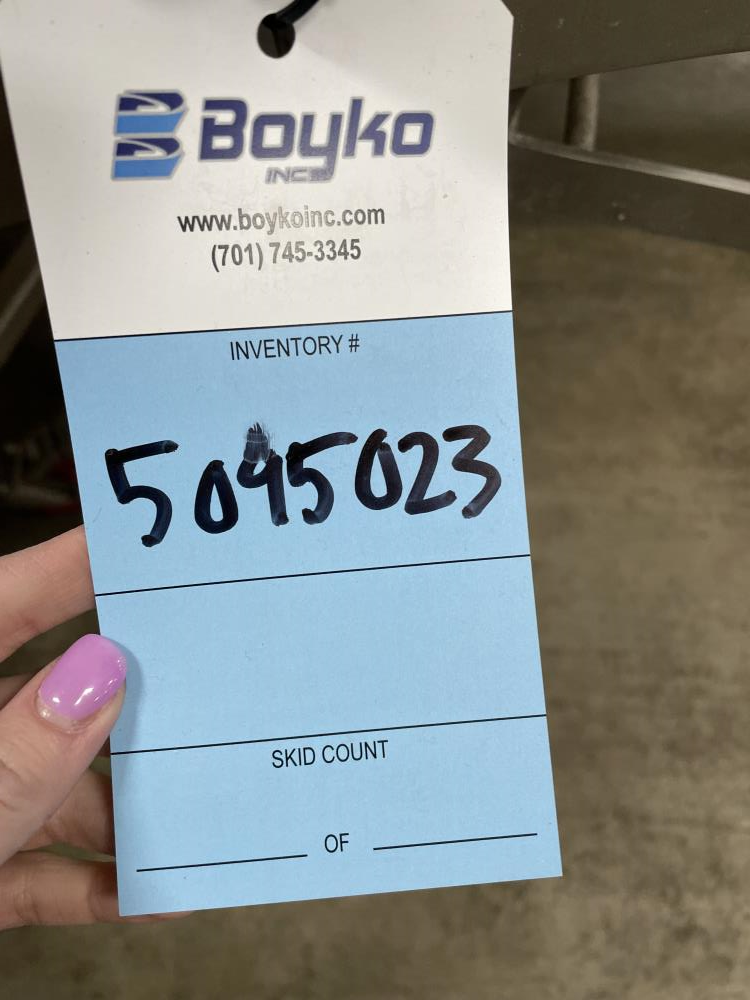 Boyko
INC
www.boykoinc.com
(701) 745-3345
INVENTORY #
5095023
SKID COUNT
OF